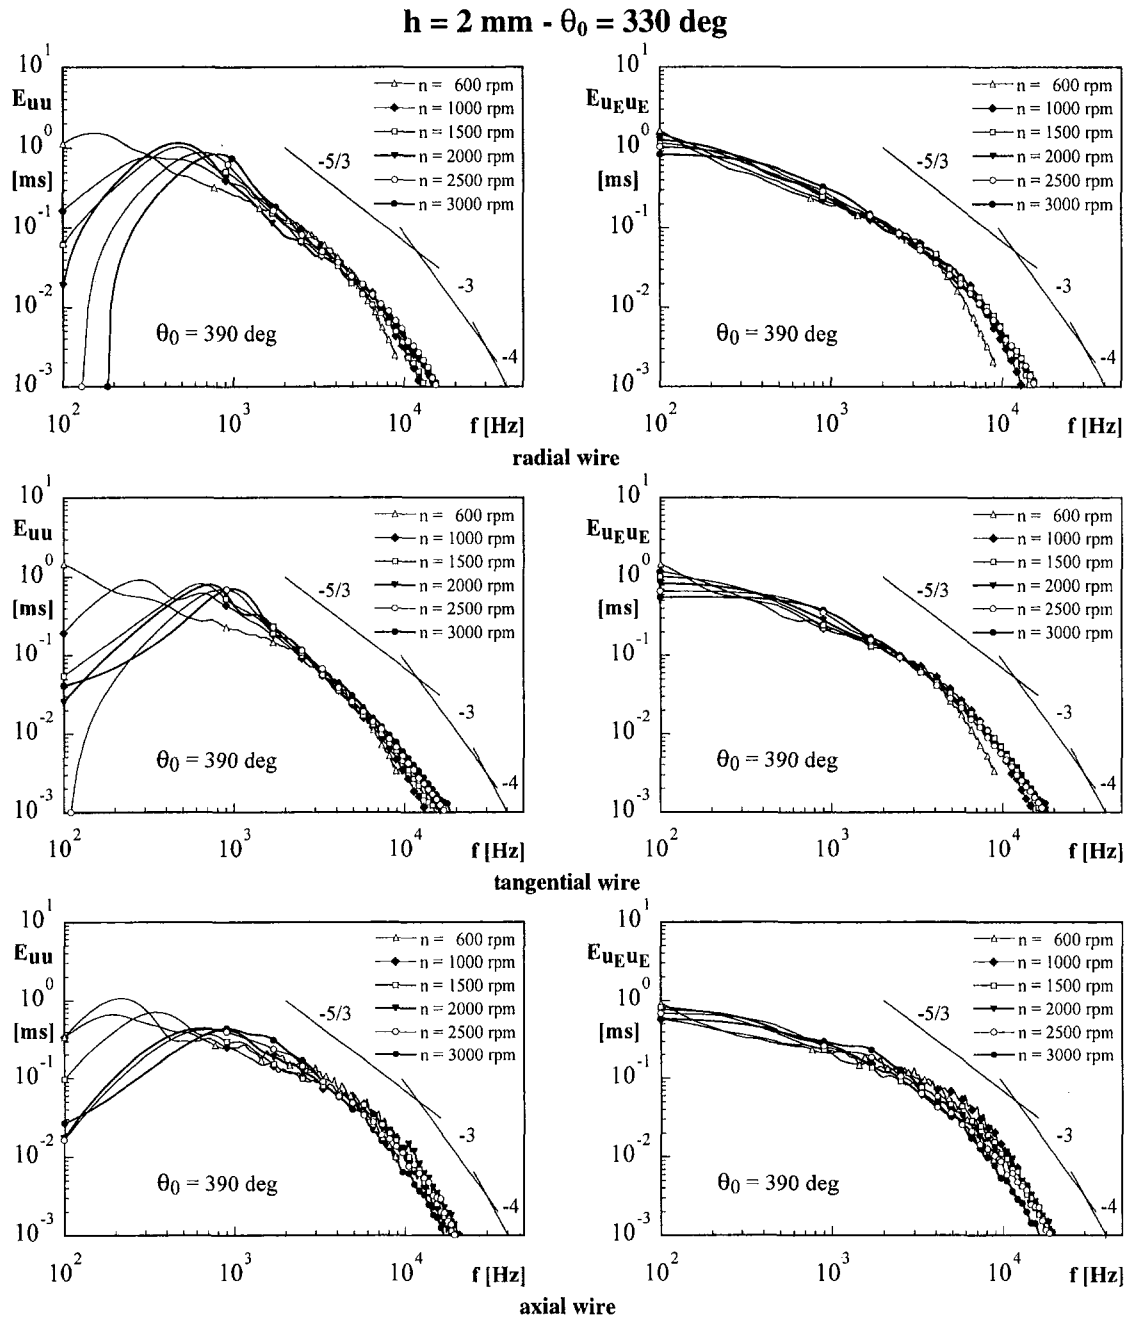 h = 2 mm - θ0 = 330 deg
Euu
[ms]
10^1
10^0
10^-1
10^-2
10^-3
n = 600 rpm
n = 1000 rpm
n = 1500 rpm
n = 2000 rpm
n = 2500 rpm
n = 3000 rpm
-5/3
-3
-4
θ0 = 390 deg
10^2
10^3
10^4
f [Hz]
EuEuE
[ms]
10^1
10^0
10^-1
10^-2
10^-3
n = 600 rpm
n = 1000 rpm
n = 1500 rpm
n = 2000 rpm
n = 2500 rpm
n = 3000 rpm
-5/3
-3
-4
θ0 = 390 deg
10^2
10^3
10^4
f [Hz]
radial wire
Euu
[ms]
10^1
10^0
10^-1
10^-2
10^-3
n = 600 rpm
n = 1000 rpm
n = 1500 rpm
n = 2000 rpm
n = 2500 rpm
n = 3000 rpm
-5/3
-3
-4
θ0 = 390 deg
10^2
10^3
10^4
f [Hz]
EuEuE
[ms]
10^1
10^0
10^-1
10^-2
10^-3
n = 600 rpm
n = 1000 rpm
n = 1500 rpm
n = 2000 rpm
n = 2500 rpm
n = 3000 rpm
-5/3
-3
-4
θ0 = 390 deg
10^2
10^3
10^4
f [Hz]
tangential wire
Euu
[ms]
10^1
10^0
10^-1
10^-2
10^-3
n = 600 rpm
n = 1000 rpm
n = 1500 rpm
n = 2000 rpm
n = 2500 rpm
n = 3000 rpm
-5/3
-3
-4
θ0 = 390 deg
10^2
10^3
10^4
f [Hz]
EuEuE
[ms]
10^1
10^0
10^-1
10^-2
10^-3
n = 600 rpm
n = 1000 rpm
n = 1500 rpm
n = 2000 rpm
n = 2500 rpm
n = 3000 rpm
-5/3
-3
-4
θ0 = 390 deg
10^2
10^3
10^4
f [Hz]
axial wire